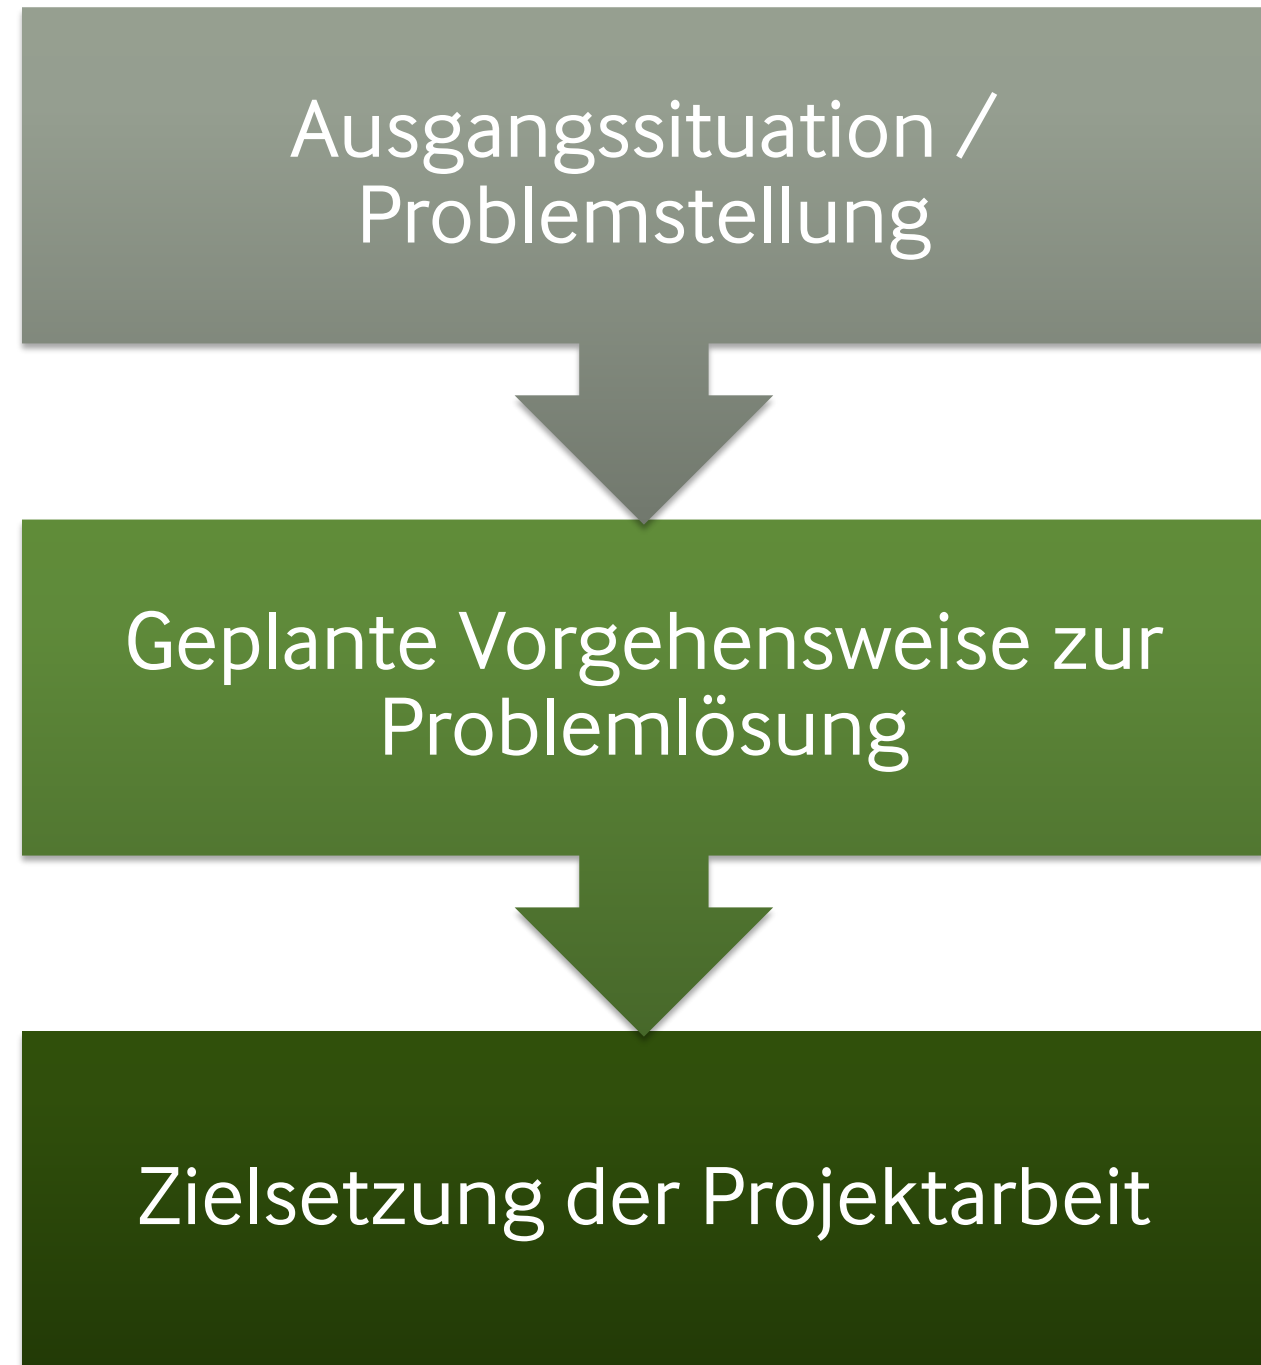 Ausgangssituation /
Problemstellung
Geplante Vorgehensweise zur
Problemlösung
Zielsetzung der Projektarbeit